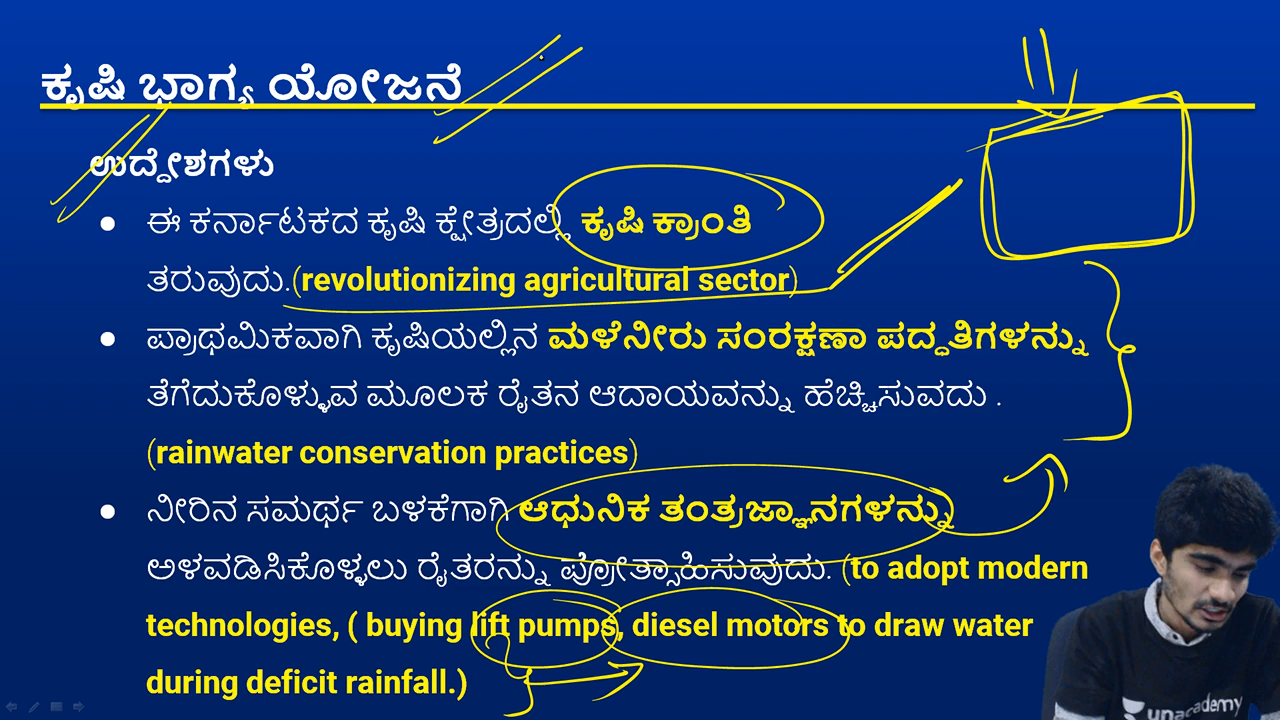 ಕೃಷಿ ಭಾಗ್ಯ ಯೋಜನೆ
ಉದ್ದೇಶಗಳು
● ಈ ಕರ್ನಾಟಕದ ಕೃಷಿ ಕ್ಷೇತ್ರದಲ್ಲಿ ಕೃಷಿ ಕ್ರಾಂತಿ
ತರುವುದು.(revolutionizing agricultural sector)
● ಪ್ರಾಥಮಿಕವಾಗಿ ಕೃಷಿಯಲ್ಲಿನ ಮಳೆನೀರು ಸಂರಕ್ಷಣಾ ಪದ್ಧತಿಗಳನ್ನು
ತೆಗೆದುಕೊಳ್ಳುವ ಮೂಲಕ ರೈತನ ಆದಾಯವನ್ನು ಹೆಚ್ಚಿಸುವದು .
(rainwater conservation practices)
● ನೀರಿನ ಸಮರ್ಥ ಬಳಕೆಗಾಗಿ ಆಧುನಿಕ ತಂತ್ರಜ್ಞಾನಗಳನ್ನು
ಅಳವಡಿಸಿಕೊಳ್ಳಲು ರೈತರನ್ನು ಪ್ರೋತ್ಸಾಹಿಸುವುದು. (to adopt modern
technologies, ( buying lift pumps, diesel motors to draw water
during deficit rainfall.)
unacademy